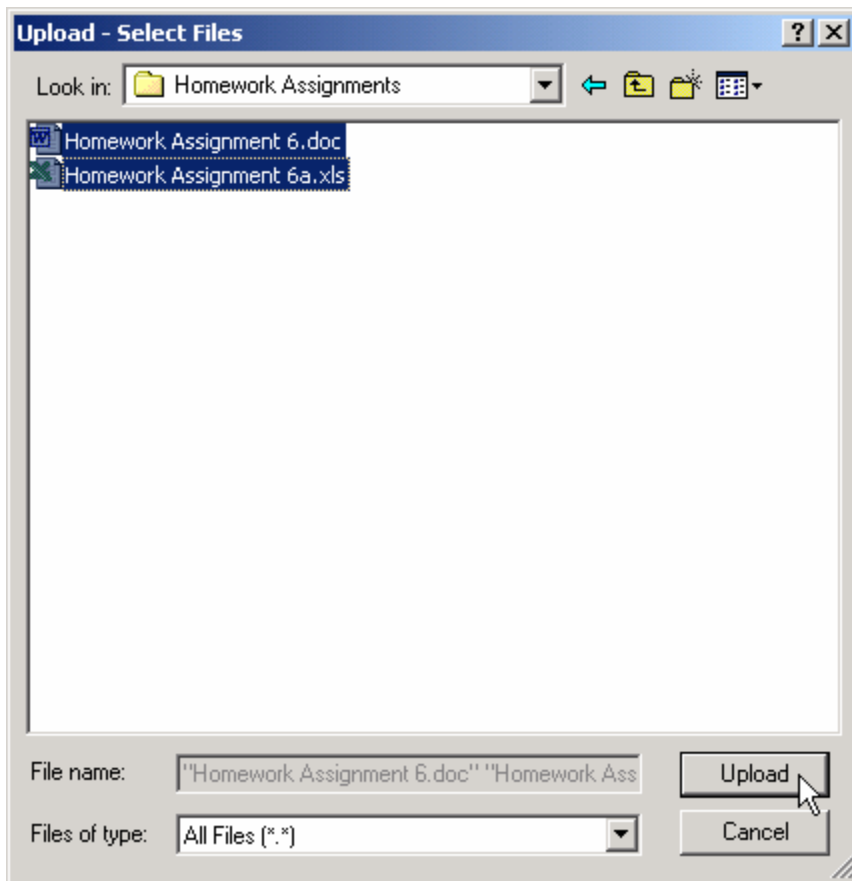 Upload - Select Files
Look in: Homework Assignments
Homework Assignment 6.doc
Homework Assignment 6a.xls
File name: "Homework Assignment 6.doc" "Homework Ass
Upload
Files of type: All Files (*.*)
Cancel